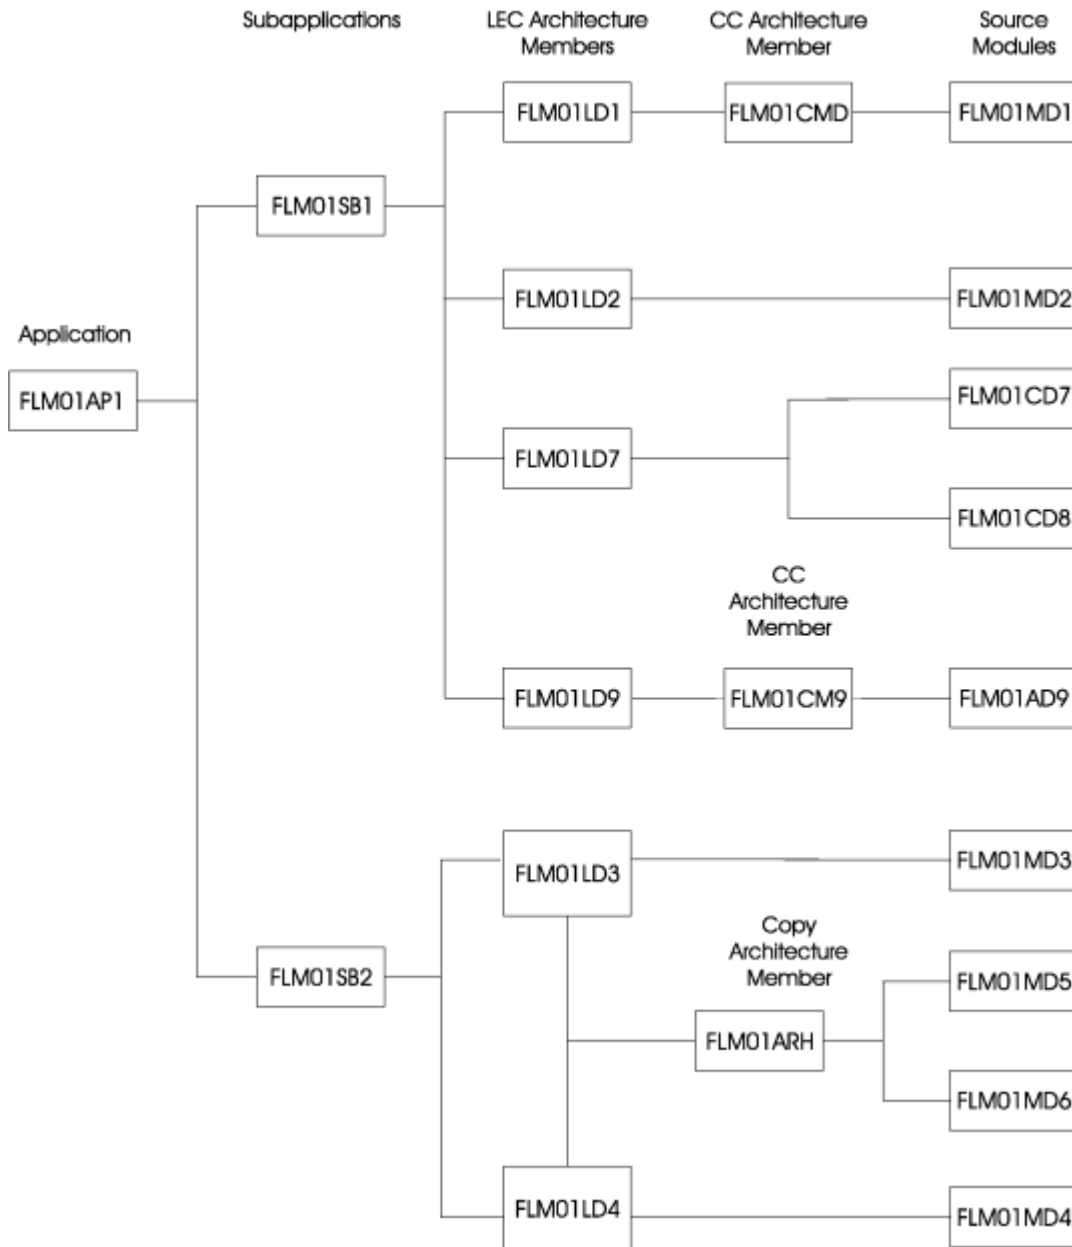 Subapplications
LEC Architecture
Members
CC Architecture
Member
Source
Modules
FLM01LD1
FLM01CMD
FLM01MD1
FLM01SB1
FLM01LD2
FLM01MD2
Application
FLM01AP1
FLM01CD7
FLM01LD7
FLM01CD8
CC
Architecture
Member
FLM01LD9
FLM01CM9
FLM01AD9
FLM01LD3
FLM01MD3
Copy
Architecture
Member
FLM01SB2
FLM01MD5
FLM01ARH
FLM01MD6
FLM01LD4
FLM01MD4